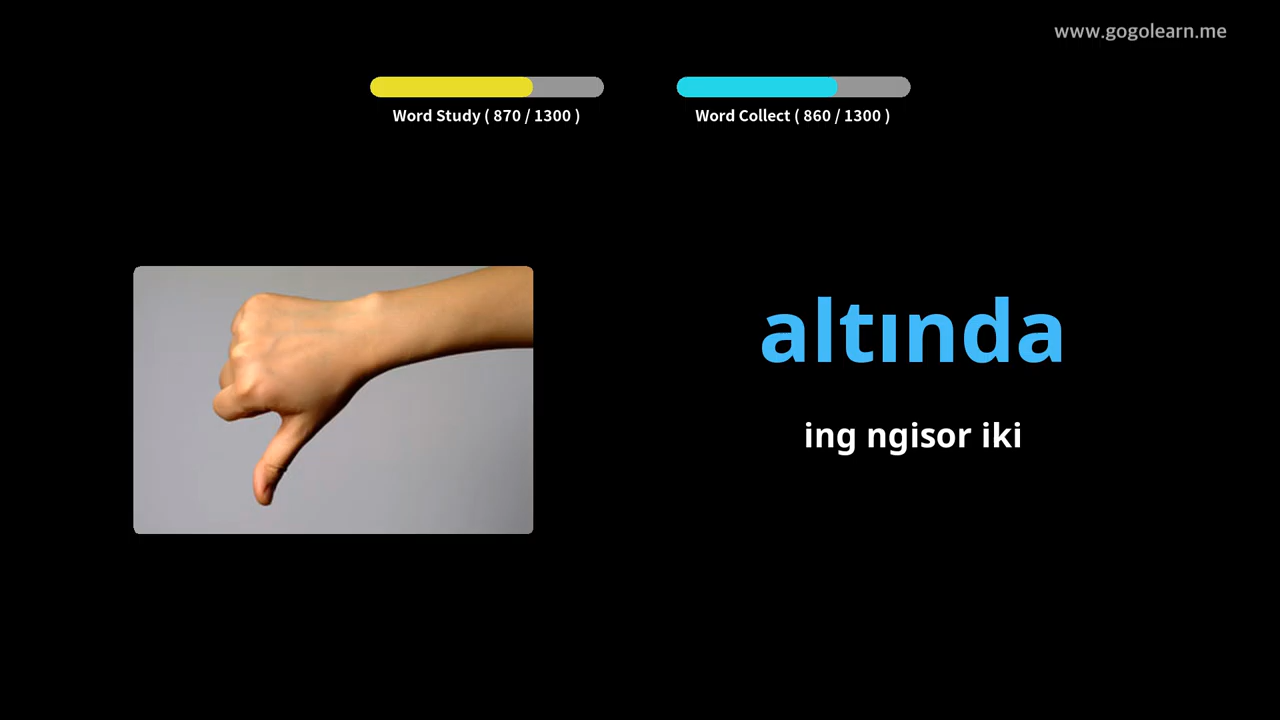 www.gogolearn.me
Word Study ( 870 / 1300 )
Word Collect ( 860 / 1300 )
altında
ing ngisor iki